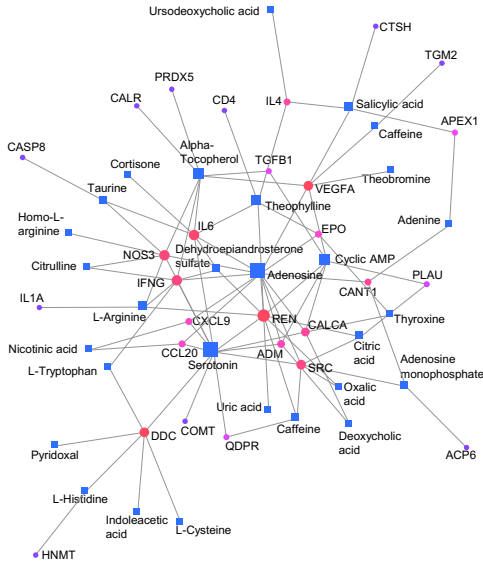 Ursodeoxycholic acid
CTSH
TGM2
PRDX5
CALR
CD4
IL4
Salicylic acid
APEX1
Caffeine
CASP8
Alpha-
Tocopherol
TGFB1
Cortisone
Taurine
VEGFA
Theobromine
Theophylline
Homo-L-
arginine
IL6
EPO
Adenine
NOS3
Dehydroepiandrosterone
sulfate
Cyclic AMP
Citrulline
IFNG
Adenosine
CANT1
PLAU
IL1A
L-Arginine
CXCL9
REN
CALCA
Thyroxine
Nicotinic acid
CCL20
Serotonin
ADM
Citric
acid
SRC
Adenosine
monophosphate
L-Tryptophan
Oxalic
acid
Uric acid
Caffeine
Deoxycholic
acid
COMT
QDPR
DDC
ACP6
Pyridoxal
L-Histidine
Indoleacetic
acid
L-Cysteine
HNMT